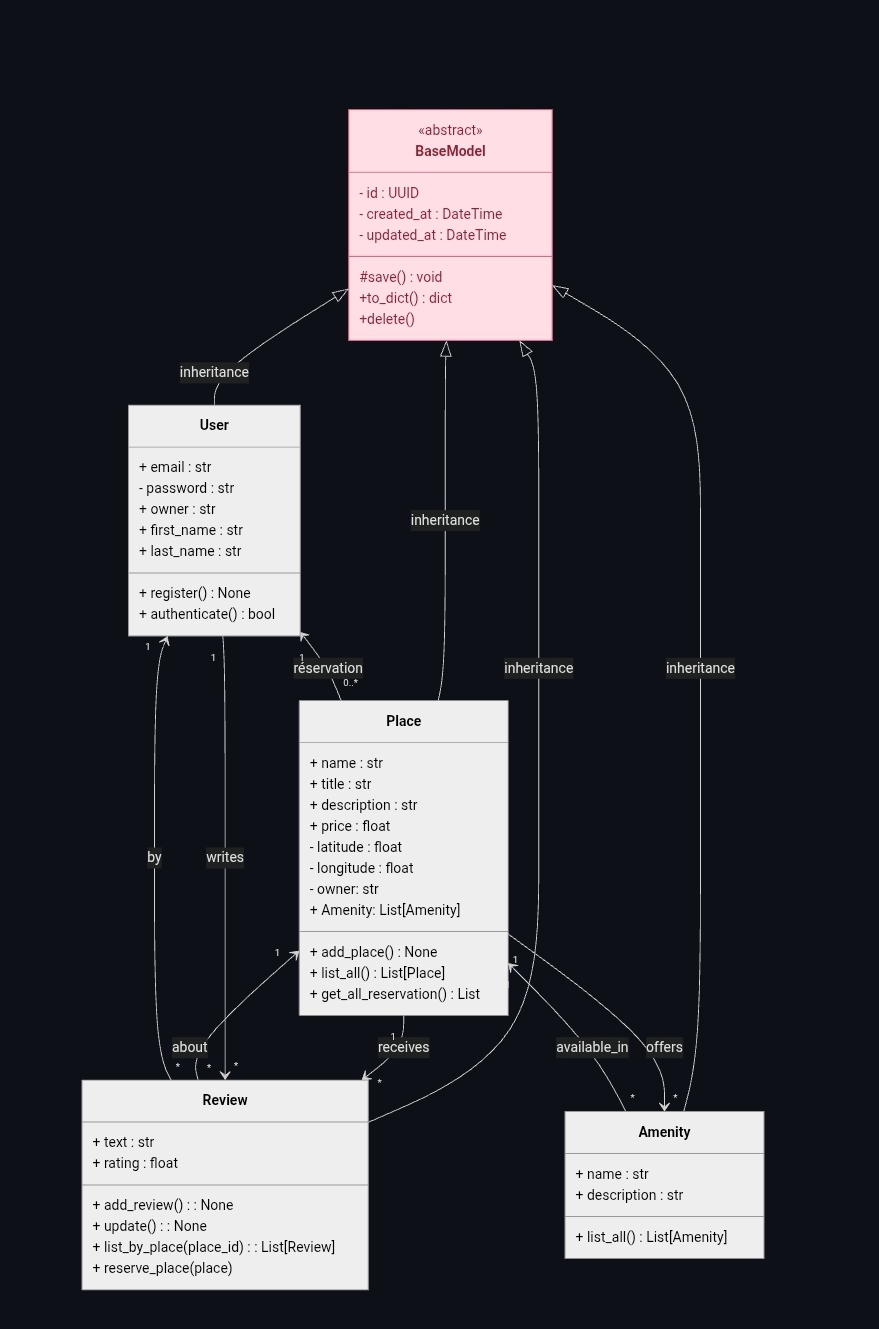 «abstract»
BaseModel
- id : UUID
- created_at : DateTime
- updated_at : DateTime
#save() : void
+to_dict() : dict
+delete()
inheritance
User
+ email : str
- password : str
+ owner : str
+ first_name : str
+ last_name : str
+ register() : None
+ authenticate() : bool
inheritance
1
1
1
reservation
0..*
inheritance
inheritance
Place
+ name : str
+ title : str
+ description : str
+ price : float
- latitude : float
- longitude : float
- owner: str
+ Amenity: List[Amenity]
+ add_place() : None
+ list_all() : List[Place]
+ get_all_reservation() : List
by
writes
1
1
about
1
receives
available_in
offers
*
*
*
*
*
*
Review
+ text : str
+ rating : float
+ add_review() : : None
+ update() : : None
+ list_by_place(place_id) : : List[Review]
+ reserve_place(place)
Amenity
+ name : str
+ description : str
+ list_all() : List[Amenity]